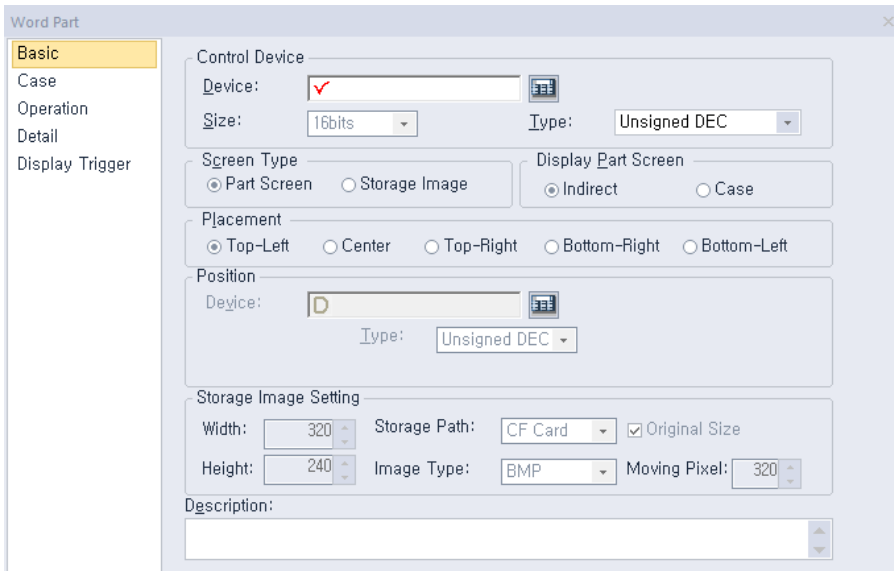 Word Part
Basic
Case
Operation
Detail
Display Trigger
Control Device
Device:
Size: 16bits Type: Unsigned DEC
Screen Type Display Part Screen
Part Screen Storage Image Indirect Case
Placement
Top-Left Center Top-Right Bottom-Right Bottom-Left
Position
Device: D
Type: Unsigned DEC
Storage Image Setting
Width: 320 Storage Path: CF Card Original Size
Height: 240 Image Type: BMP Moving Pixel: 320
Description: